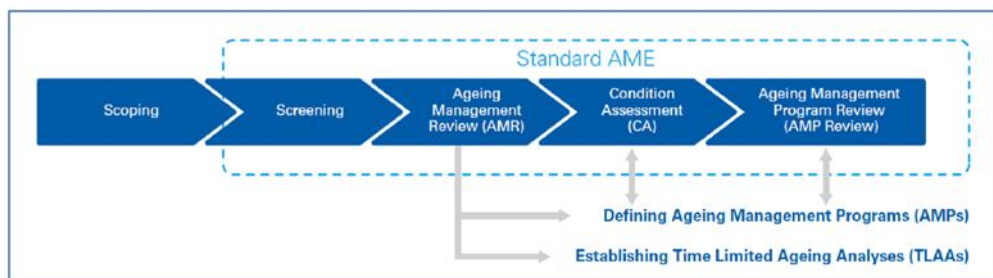 Standard AME
Scoping
Screening
Ageing
Management
Review (AMR)
Condition
Assessment
(CA)
Ageing Management
Program Review
(AMP Review)
Defining Ageing Management Programs (AMPs)
Establishing Time Limited Ageing Analyses (TLAAs)